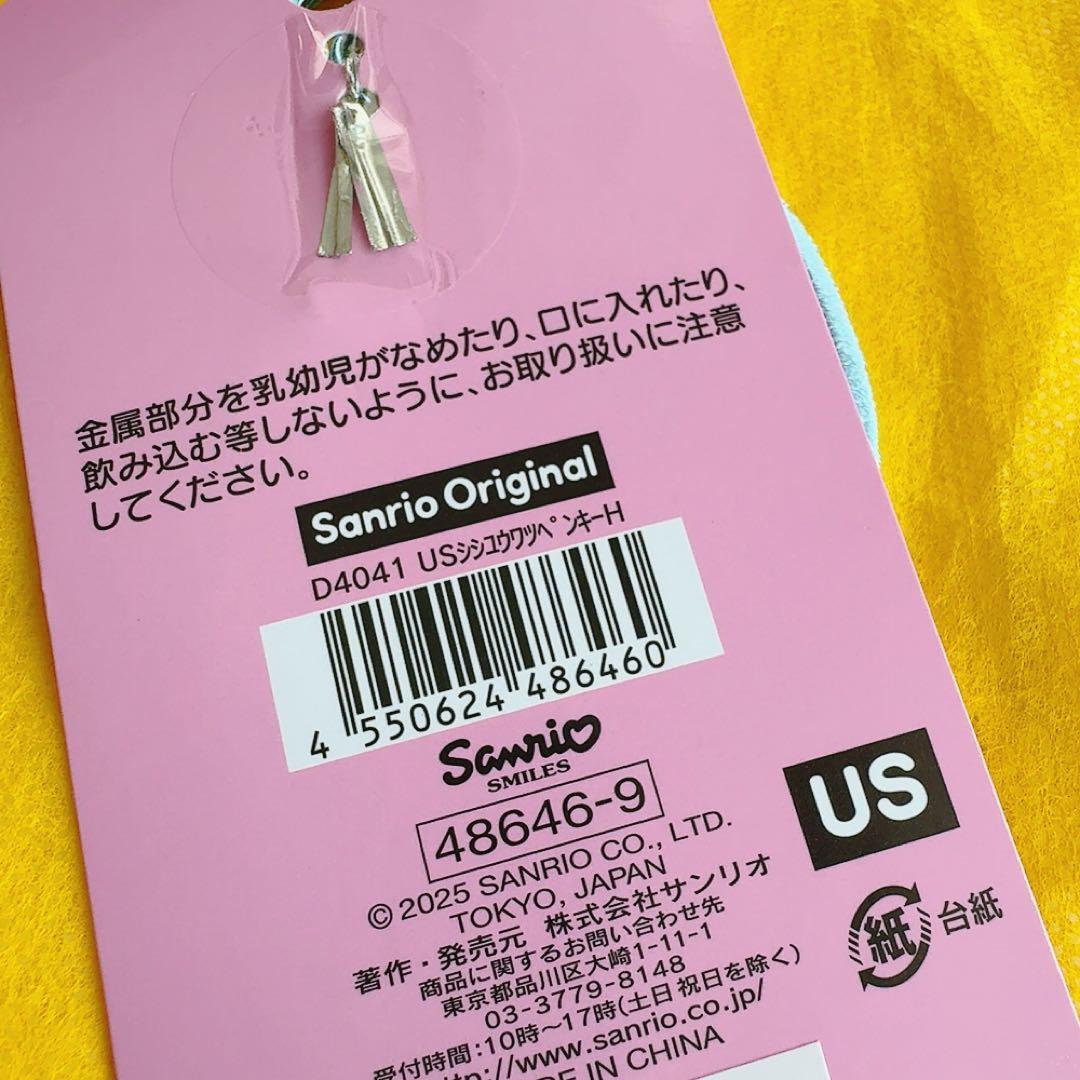 金属部分を乳幼児がなめたり、口に入れたり、
飲み込む等しないように、お取り扱いに注意
してください。
Sanrio Original
D4041 USシシュウワッペンキーH
4 550624 486460
Sanrio
SMILES
48646-9
© 2025 SANRIO CO., LTD.
TOKYO, JAPAN
著作・発売元 株式会社サンリオ
商品に関するお問い合わせ先
東京都品川区大崎1-11-1
03-3779-8148
受付時間:10時~17時(土日祝日を除く)
http://www.sanrio.co.jp/
IN CHINA
US
紙 台紙